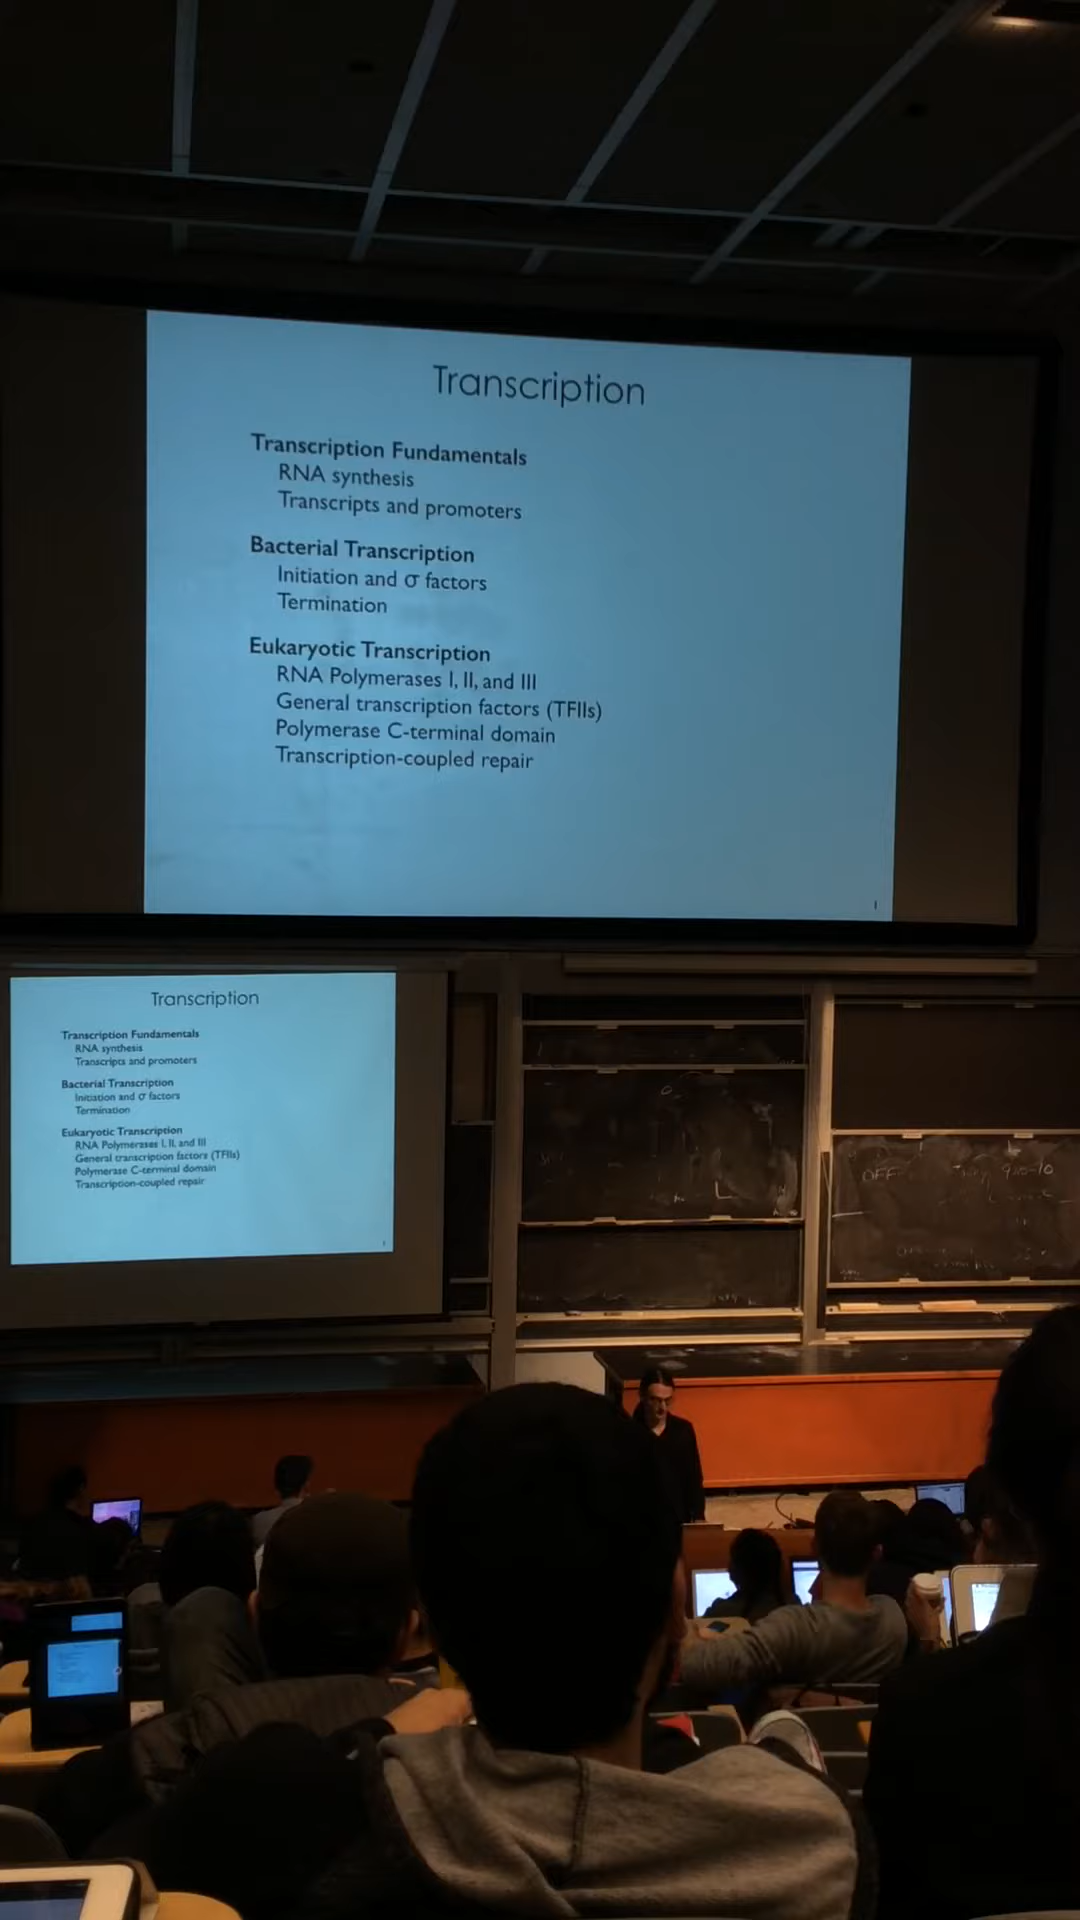 Transcription
Transcription Fundamentals
RNA synthesis
Transcripts and promoters
Bacterial Transcription
Initiation and σ factors
Termination
Eukaryotic Transcription
RNA Polymerases I, II, and III
General transcription factors (TFIIs)
Polymerase C-terminal domain
Transcription-coupled repair
1
Transcription
Transcription Fundamentals
RNA synthesis
Transcripts and promoters
Bacterial Transcription
Initiation and σ factors
Termination
Eukaryotic Transcription
RNA Polymerases I, II, and III
General transcription factors (TFIIs)
Polymerase C-terminal domain
Transcription-coupled repair
1
OFF